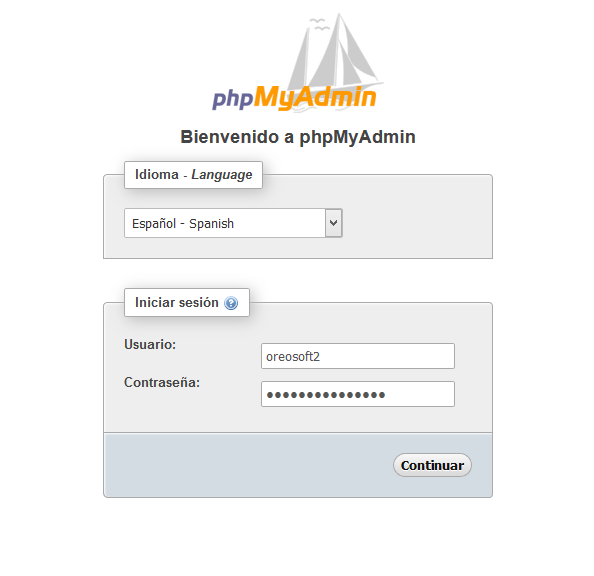 phpMyAdmin
Bienvenido a phpMyAdmin
Idioma - Language
Español - Spanish
Iniciar sesión
Usuario:
oreosoft2
Contraseña:
•••••••••••••••
Continuar